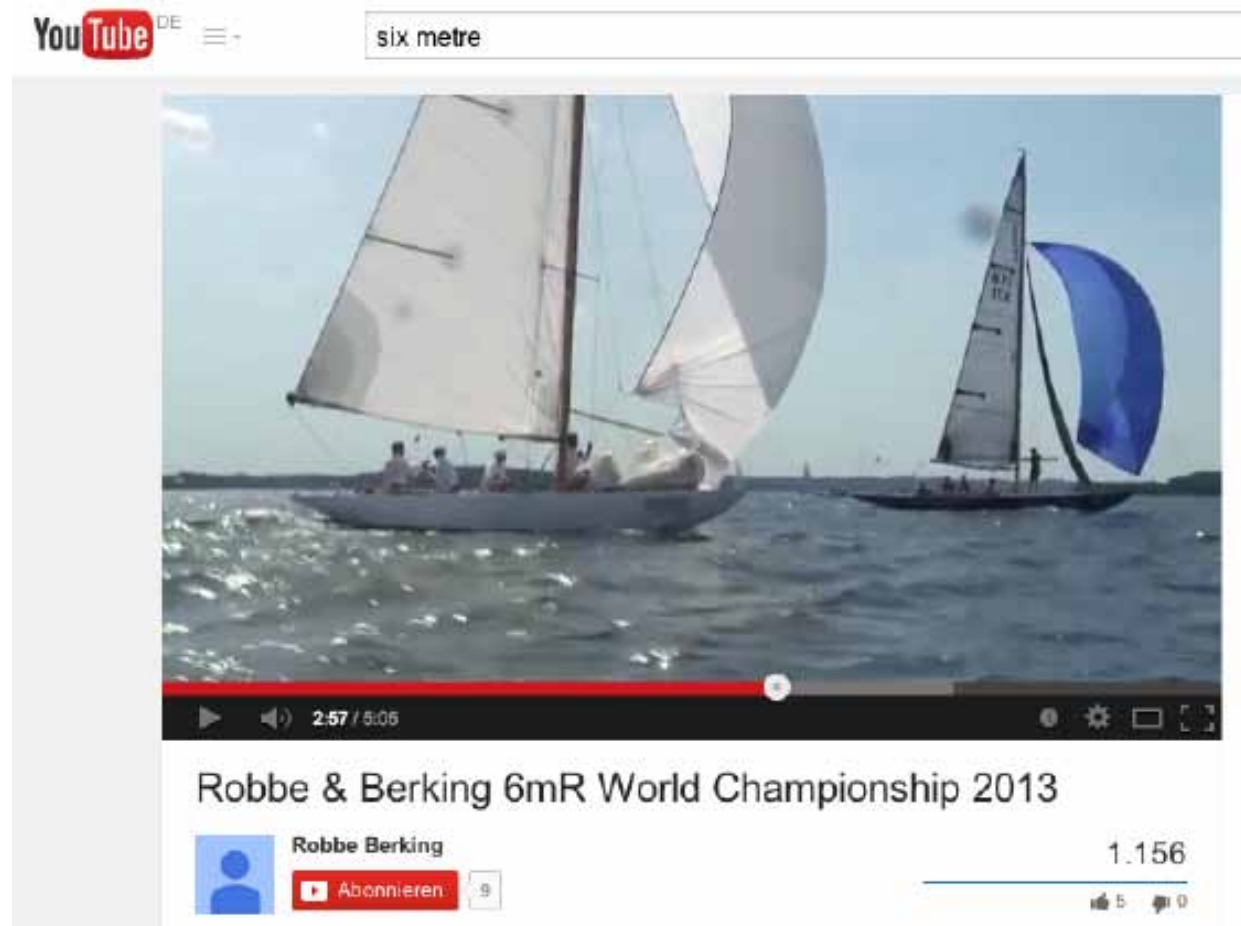 YouTube DE
six metre
2:57 / 5:05
Robbe & Berking 6mR World Championship 2013
Robbe Berking
Abonnieren 9
1.156
5 0